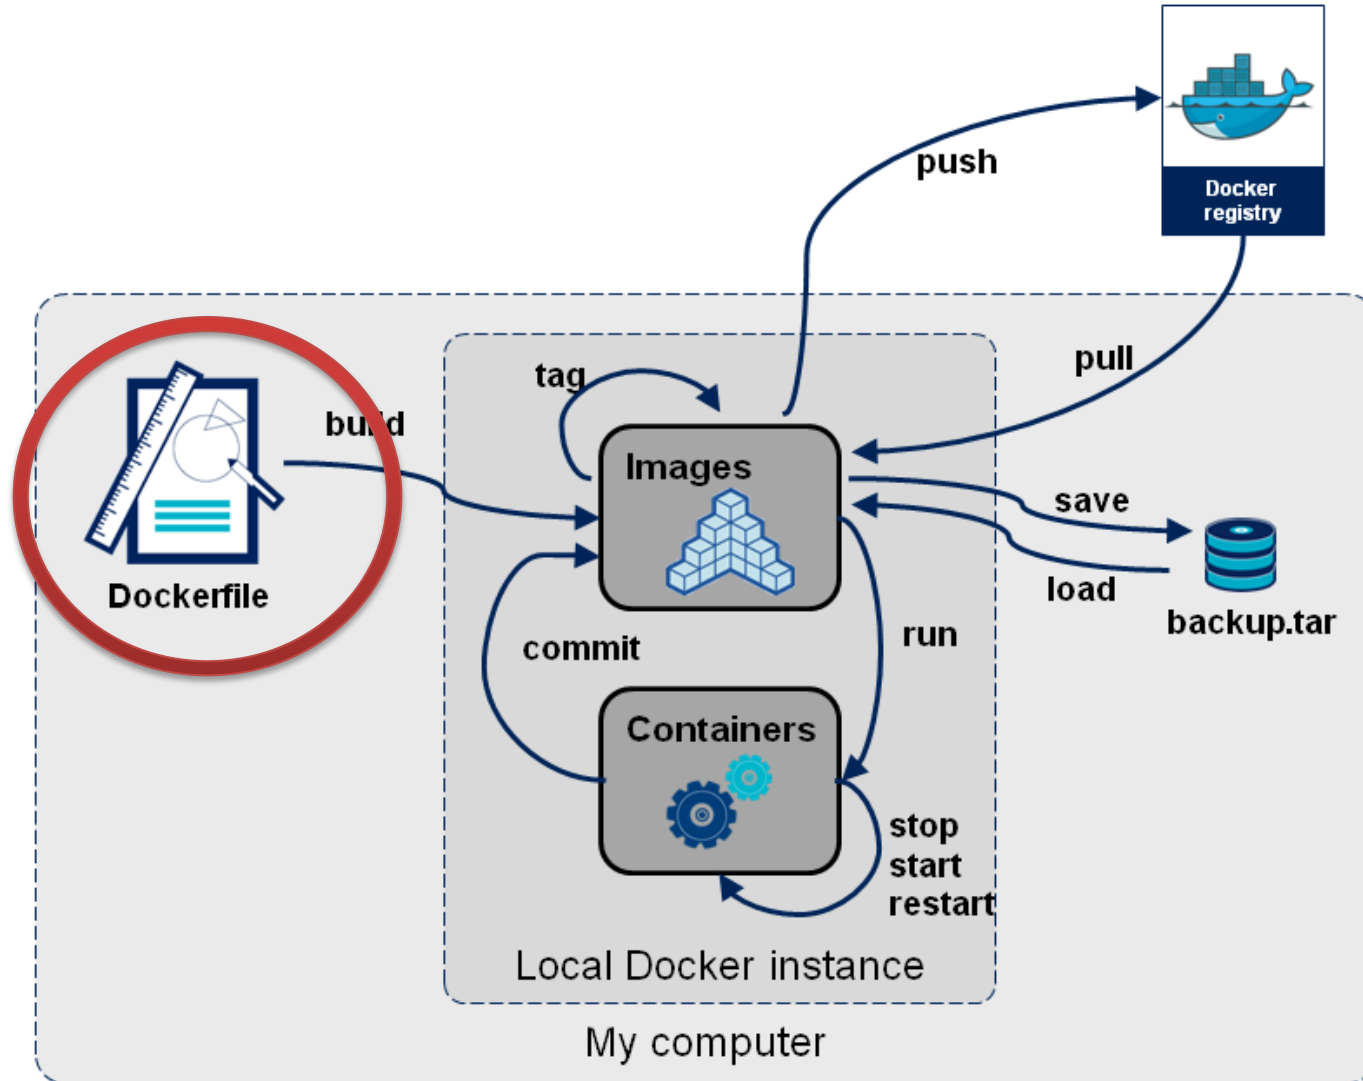 push
Docker
registry
pull
tag
build
Images
save
Dockerfile
load
backup.tar
commit
run
Containers
stop
start
restart
Local Docker instance
My computer